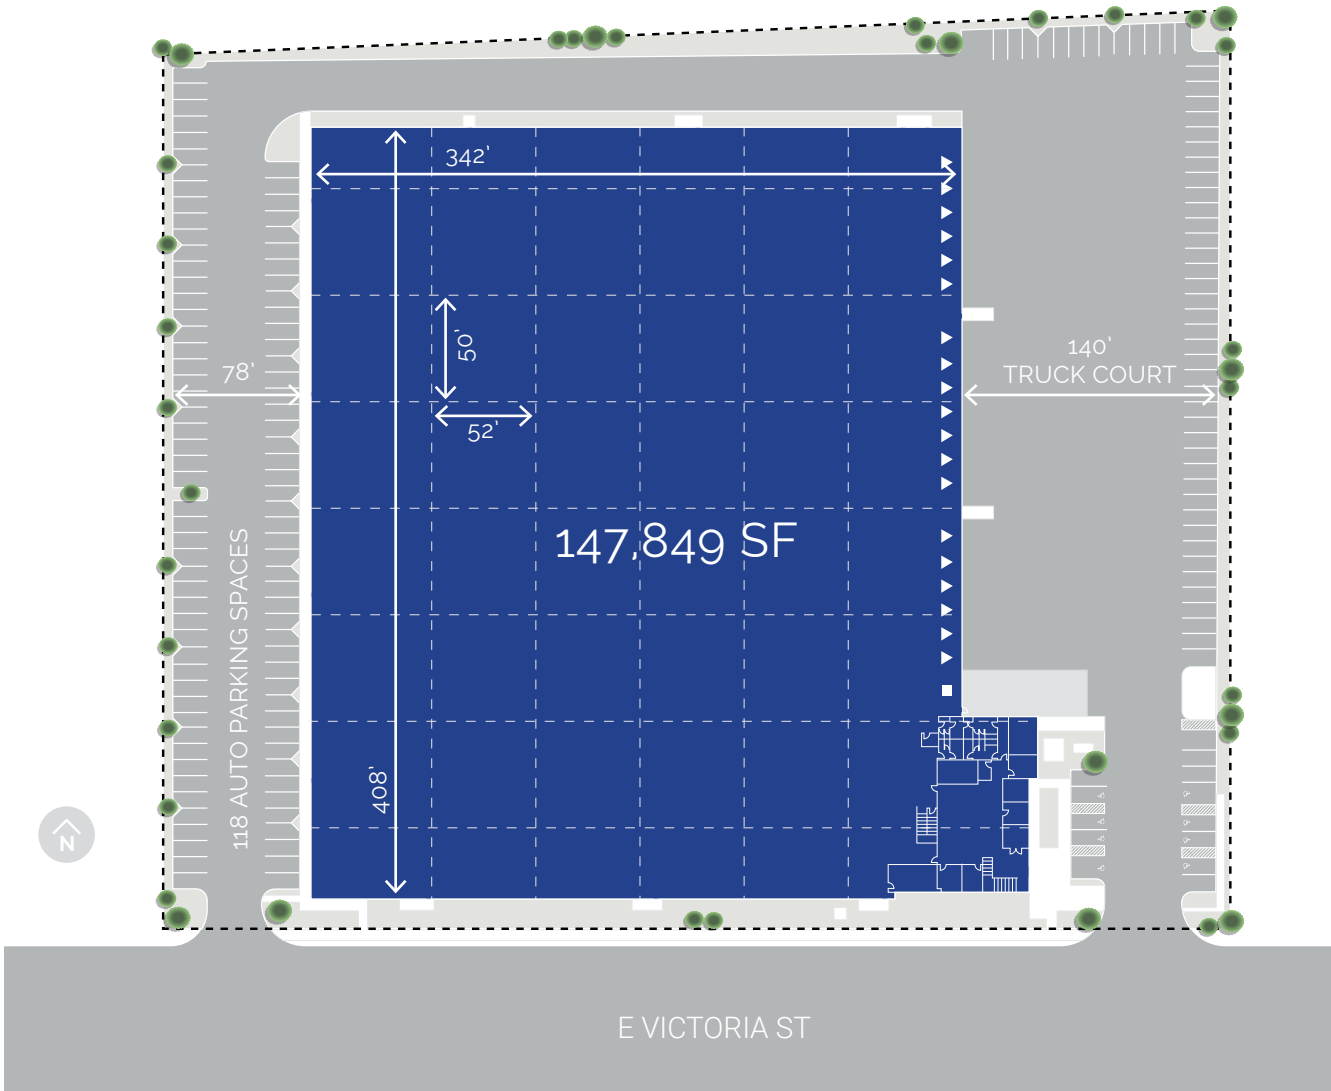 342'
50'
52'
78'
140'
TRUCK COURT
147,849 SF
118 AUTO PARKING SPACES
408'
N
E VICTORIA ST